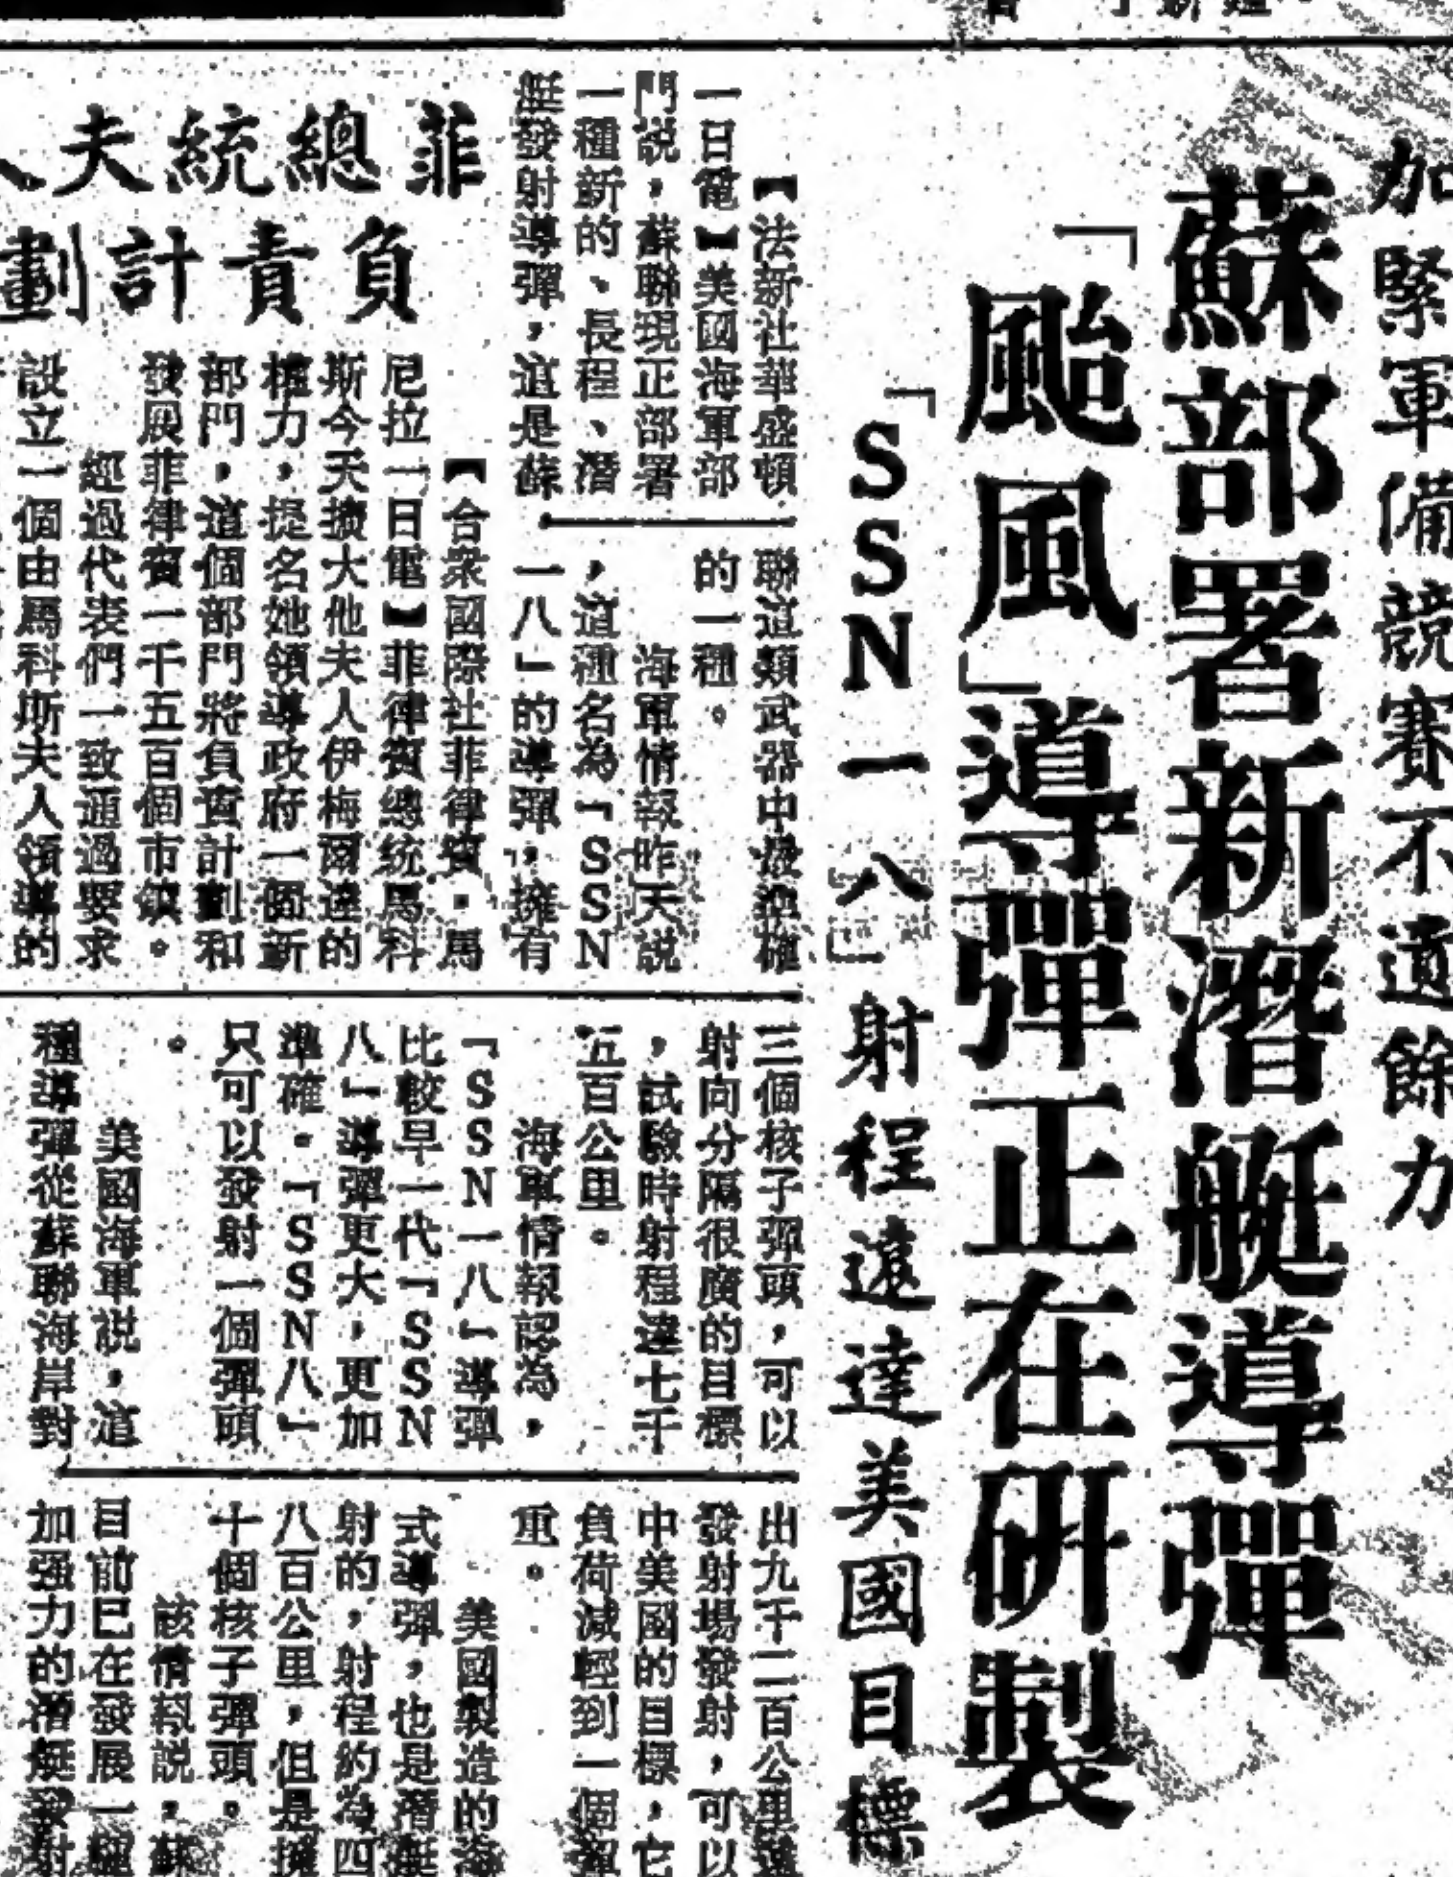 加緊軍備競賽不遺餘力
蘇部署新潛艇導彈
「颱風」導彈正在研製
「SSN一八」射程遠達美國目標
【法新社華盛頓
一日電】美國海軍部
門説，蘇聯現正部署
一種新的、長程、潛
艇發射導彈，這是蘇
聯這類武器中最準確
的一種。
海軍情報昨天説
，這種名為「SSN
一八」的導彈，擁有
三個核子彈頭，可以
射向分隔很廣的目標
，試驗時射程達七千
五百公里。
海軍情報認為，
「SSN一八」導彈
比較早一代「SSN
八」導彈更大，更加
準確。「SSN八」
只可以發射一個彈頭
。
美國海軍説，這
種導彈從蘇聯海岸對
出九千二百公里遠
發射場發射，可以
中美國的目標，它
負荷減輕到一個彈
重。
美國製造的海
式導彈，也是潛艇
射的，射程約為四
八百公里，但是擁
十個核子彈頭。
該情報説，蘇
目前已在發展一種
加强力的潛艇發射
菲總統夫人
負責計劃
【合衆國際社菲律賓・馬
尼拉一日電】菲律賓總統馬科
斯今天擴大他夫人伊梅爾達的
權力，提名她領導政府一個新
部門，這個部門將負責計劃和
發展菲律賓一千五百個市鎮。
經過代表們一致通過要求
設立一個由馬科斯夫人領導的